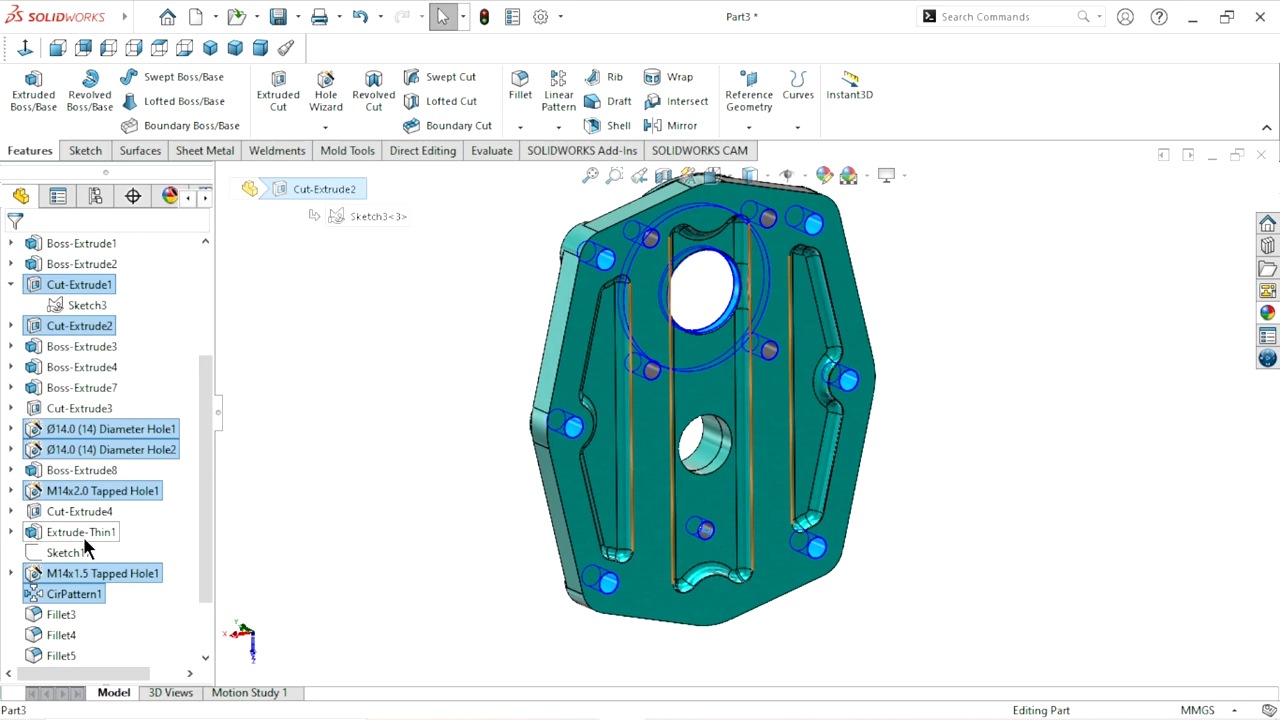 SOLIDWORKS
Part3 *
Search Commands
Extruded Boss/Base
Revolved Boss/Base
Swept Boss/Base
Lofted Boss/Base
Boundary Boss/Base
Extruded Cut
Hole Wizard
Revolved Cut
Swept Cut
Lofted Cut
Boundary Cut
Fillet
Linear Pattern
Rib
Draft
Shell
Wrap
Intersect
Mirror
Reference Geometry
Curves
Instant3D
Features
Sketch
Surfaces
Sheet Metal
Weldments
Mold Tools
Direct Editing
Evaluate
SOLIDWORKS Add-Ins
SOLIDWORKS CAM
Cut-Extrude2
Sketch3<3>
Boss-Extrude1
Boss-Extrude2
Cut-Extrude1
Sketch3
Cut-Extrude2
Boss-Extrude3
Boss-Extrude4
Boss-Extrude7
Cut-Extrude3
Ø14.0 (14) Diameter Hole1
Ø14.0 (14) Diameter Hole2
Boss-Extrude8
M14x2.0 Tapped Hole1
Cut-Extrude4
Extrude-Thin1
M14x1.5 Tapped Hole1
CirPattern1
Fillet3
Fillet4
Fillet5
Y
X
Z
Model
3D Views
Motion Study 1
Part3
Editing Part
MMGS